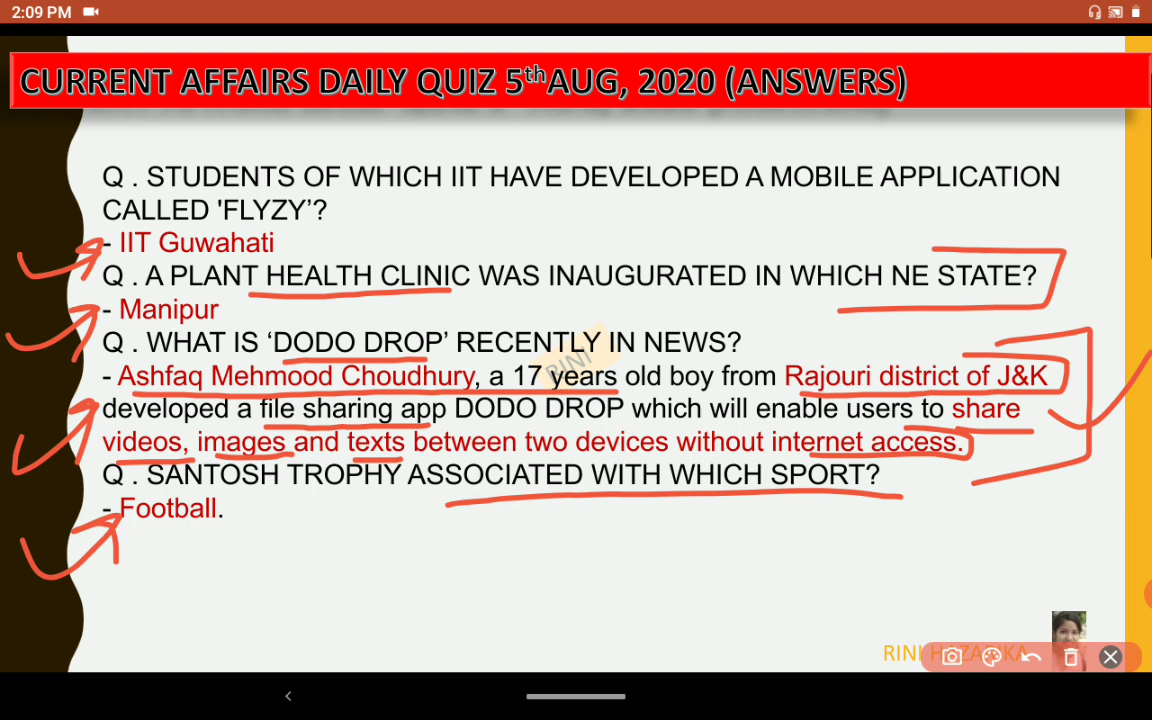 2:09 PM
CURRENT AFFAIRS DAILY QUIZ 5th AUG, 2020 (ANSWERS)
Q . STUDENTS OF WHICH IIT HAVE DEVELOPED A MOBILE APPLICATION
CALLED 'FLYZY'?
- IIT Guwahati
Q . A PLANT HEALTH CLINIC WAS INAUGURATED IN WHICH NE STATE?
- Manipur
Q . WHAT IS ‘DODO DROP’ RECENTLY IN NEWS?
RINI
- Ashfaq Mehmood Choudhury, a 17 years old boy from Rajouri district of J&K
developed a file sharing app DODO DROP which will enable users to share
videos, images and texts between two devices without internet access.
Q . SANTOSH TROPHY ASSOCIATED WITH WHICH SPORT?
- Football.
RINI